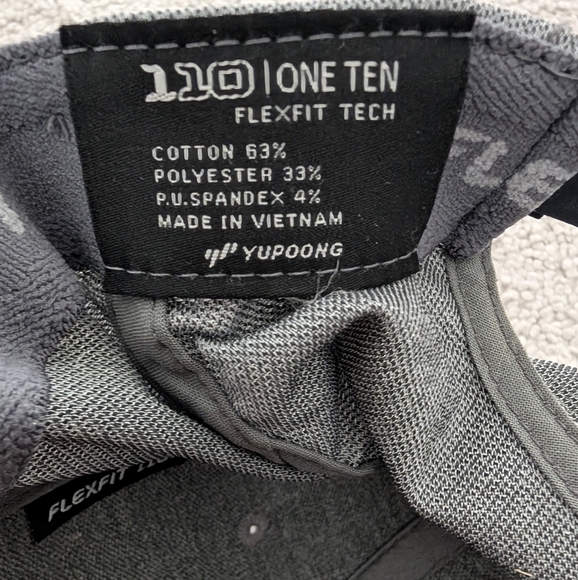 110 | ONE TEN
FLEXFIT TECH
COTTON 63%
POLYESTER 33%
P.U.SPANDEX 4%
MADE IN VIETNAM
YUPOONG
FLEXFIT